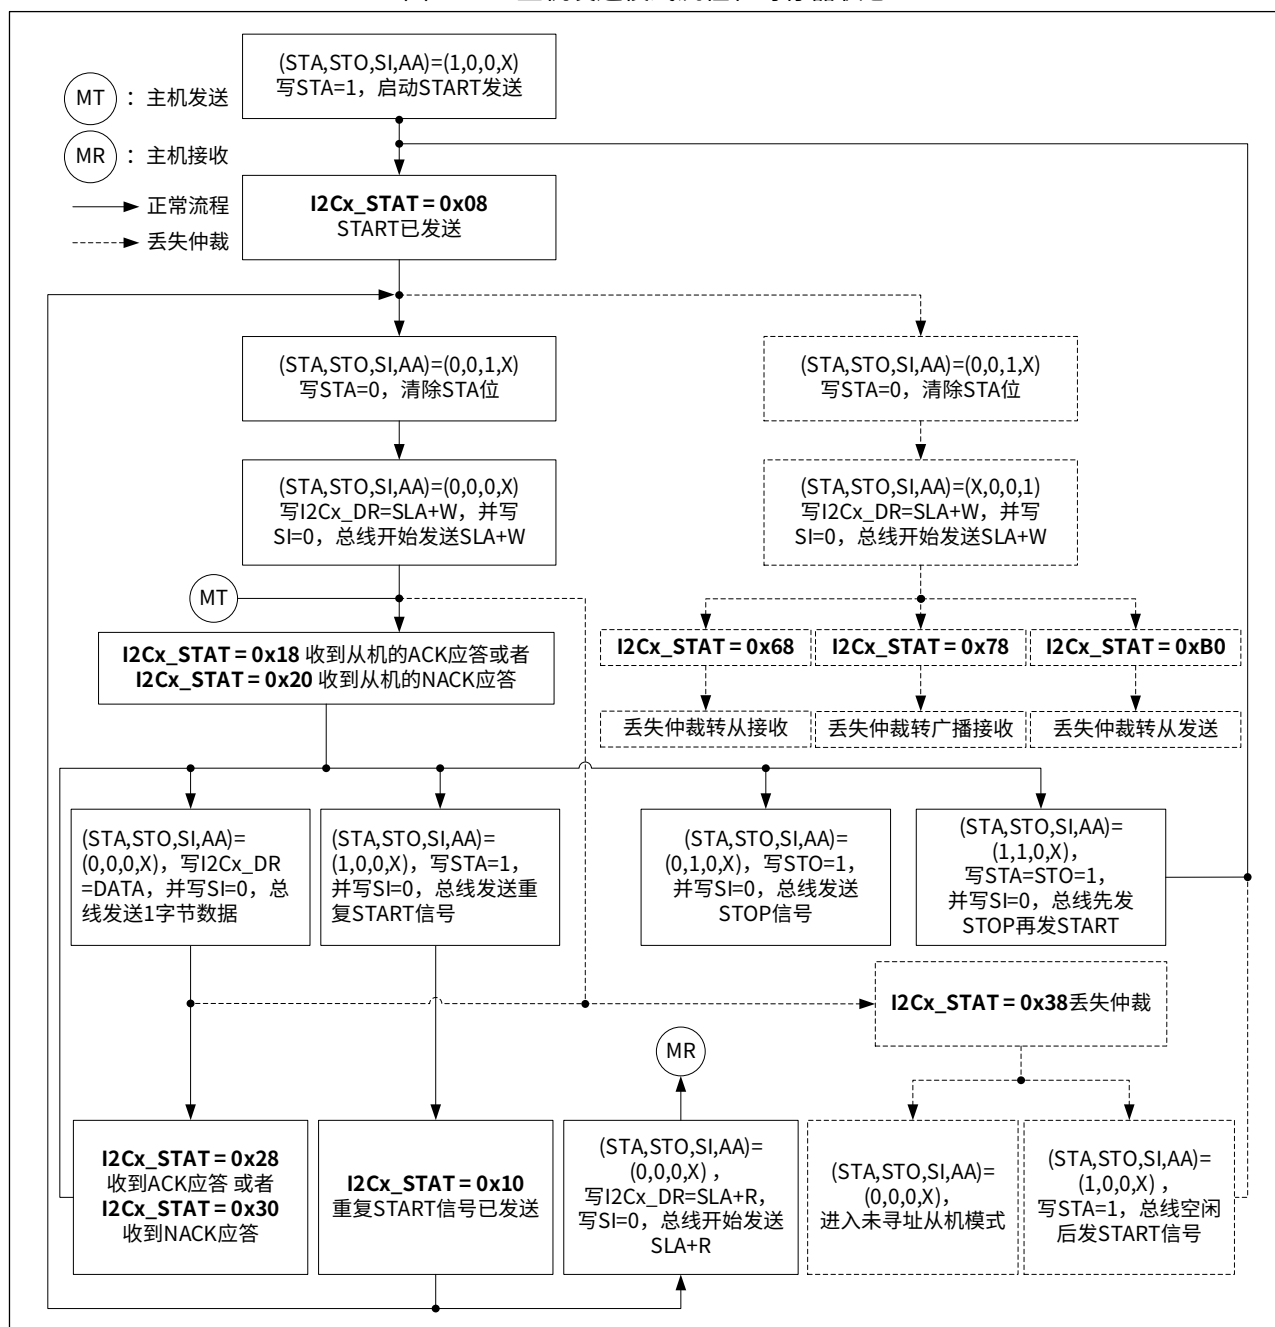 (STA,STO,SI,AA)=(1,0,0,X)
写STA=1，启动START发送
MT ：主机发送
MR ：主机接收
正常流程
丢失仲裁
I2Cx_STAT = 0x08
START已发送
(STA,STO,SI,AA)=(0,0,1,X)
写STA=0，清除STA位
(STA,STO,SI,AA)=(0,0,1,X)
写STA=0，清除STA位
(STA,STO,SI,AA)=(0,0,0,X)
写I2Cx_DR=SLA+W，并写
SI=0，总线开始发送SLA+W
(STA,STO,SI,AA)=(X,0,0,1)
写I2Cx_DR=SLA+W，并写
SI=0，总线开始发送SLA+W
MT
I2Cx_STAT = 0x18 收到从机的ACK应答或者
I2Cx_STAT = 0x20 收到从机的NACK应答
I2Cx_STAT = 0x68
I2Cx_STAT = 0x78
I2Cx_STAT = 0xB0
丢失仲裁转从接收
丢失仲裁转广播接收
丢失仲裁转从发送
(STA,STO,SI,AA)=
(0,0,0,X)，写I2Cx_DR
=DATA，并写SI=0，总
线发送1字节数据
(STA,STO,SI,AA)=
(1,0,0,X)，写STA=1，
并写SI=0，总线发送重
复START信号
(STA,STO,SI,AA)=
(0,1,0,X)，写STO=1，
并写SI=0，总线发送
STOP信号
(STA,STO,SI,AA)=
(1,1,0,X)，
写STA=STO=1，
并写SI=0，总线先发
STOP再发START
I2Cx_STAT = 0x38丢失仲裁
MR
I2Cx_STAT = 0x28
收到ACK应答 或者
I2Cx_STAT = 0x30
收到NACK应答
I2Cx_STAT = 0x10
重复START信号已发送
(STA,STO,SI,AA)=
(0,0,0,X)，
写I2Cx_DR=SLA+R，
写SI=0，总线开始发送
SLA+R
(STA,STO,SI,AA)=
(0,0,0,X)，
进入未寻址从机模式
(STA,STO,SI,AA)=
(1,0,0,X)，
写STA=1，总线空闲
后发START信号